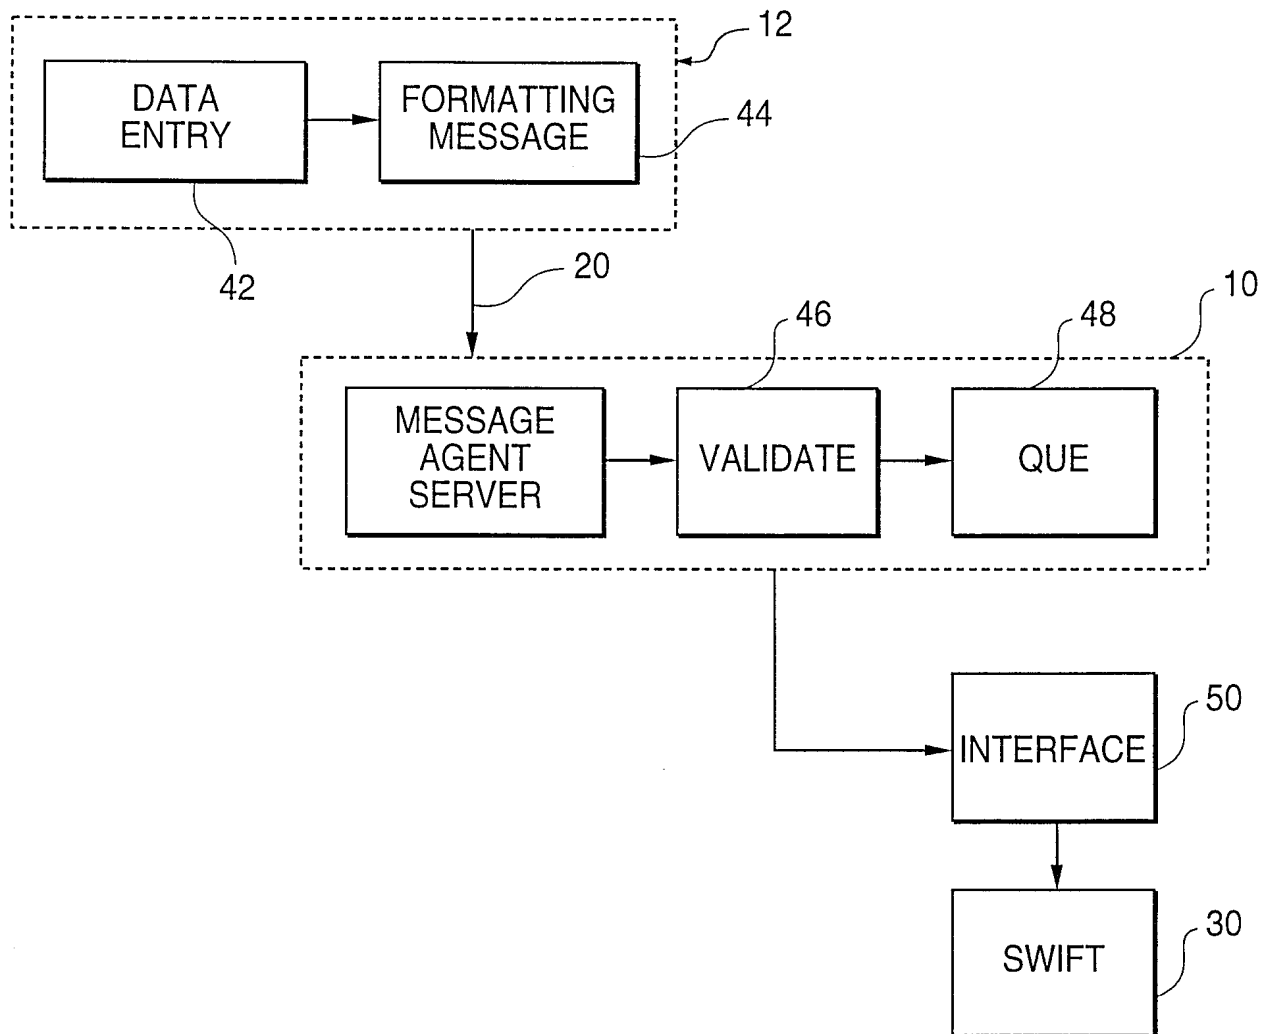 12
DATA
ENTRY
FORMATTING
MESSAGE
44
42
20
10
46
48
MESSAGE
AGENT
SERVER
VALIDATE
QUE
50
INTERFACE
30
SWIFT